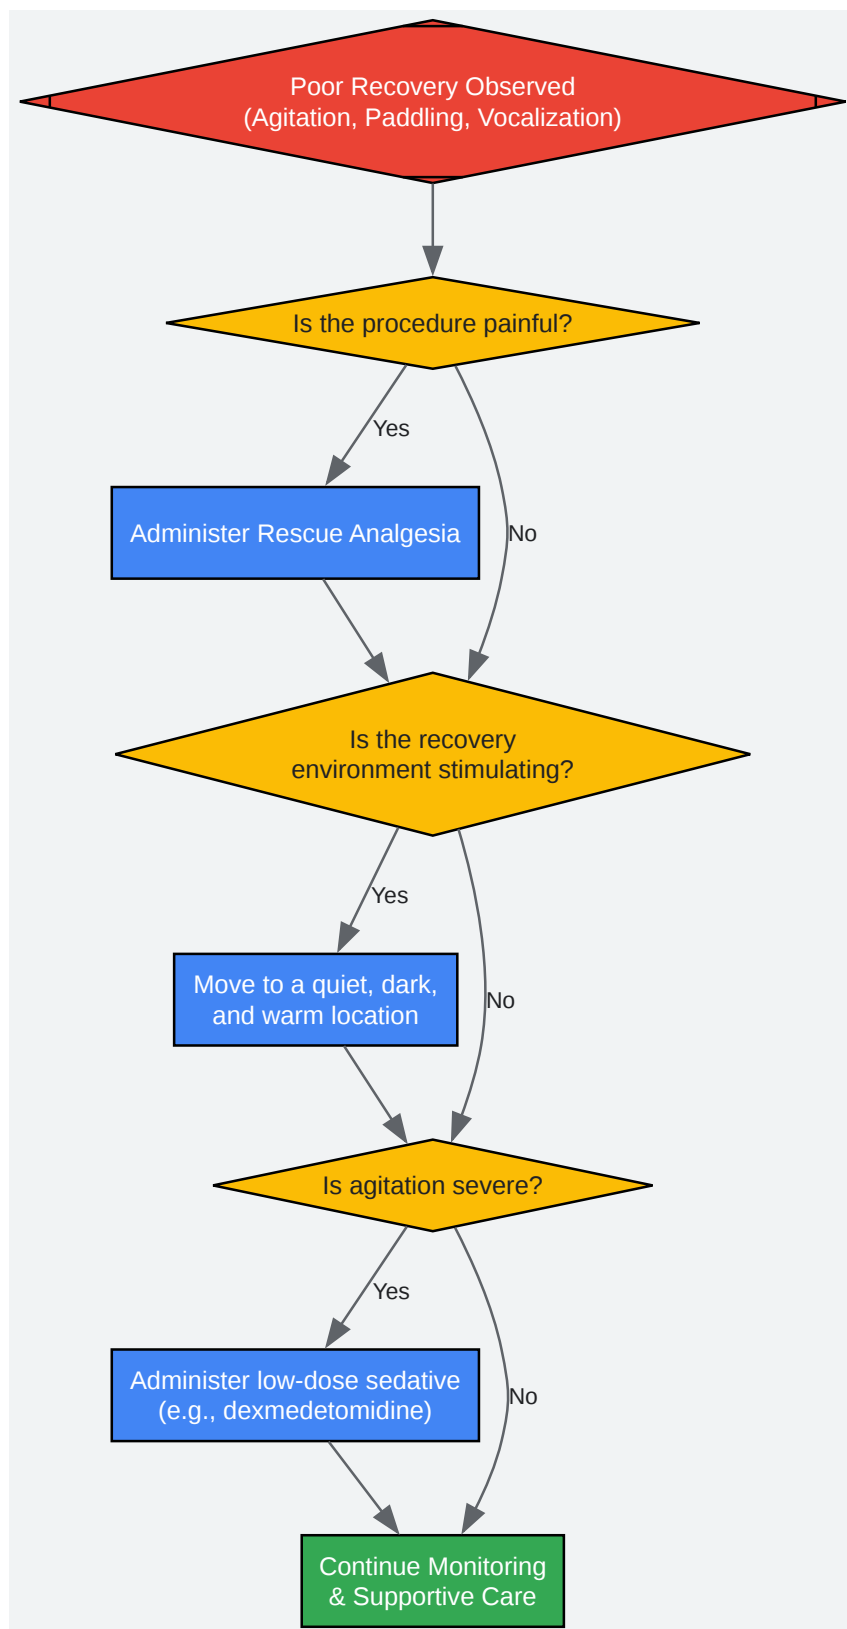 Poor Recovery Observed
(Agitation, Paddling, Vocalization)
Is the procedure painful?
Yes
Administer Rescue Analgesia
No
Is the recovery
environment stimulating?
Yes
Move to a quiet, dark,
and warm location
No
Is agitation severe?
Yes
Administer low-dose sedative
(e.g., dexmedetomidine)
No
Continue Monitoring
& Supportive Care